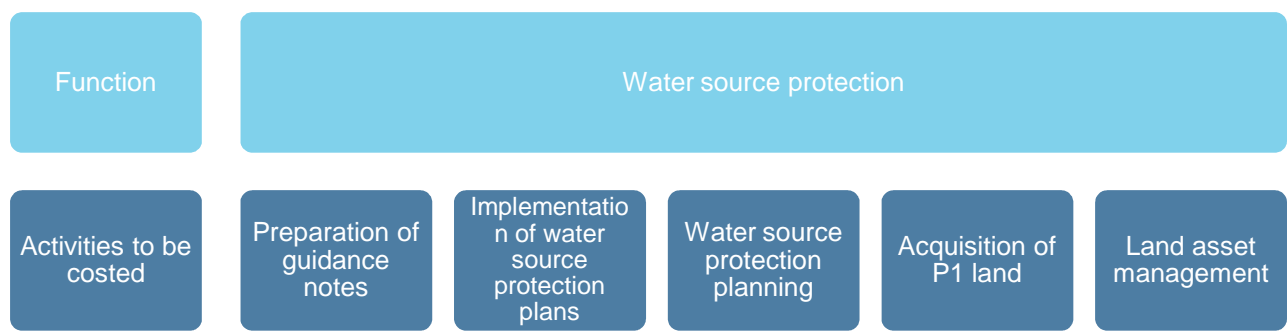 Function
Water source protection
Activities to be
costed
Preparation of
guidance
notes
Implementatio
n of water
source
protection
plans
Water source
protection
planning
Acquisition of
P1 land
Land asset
management